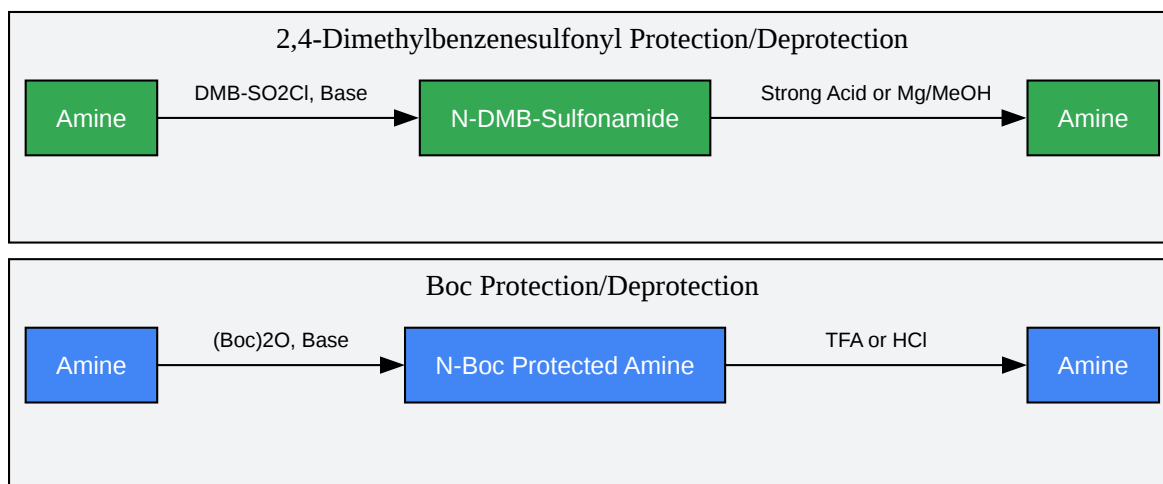 2,4-Dimethylbenzenesulfonyl Protection/Deprotection
DMB-SO2Cl, Base
Strong Acid or Mg/MeOH
Amine
N-DMB-Sulfonamide
Amine
Boc Protection/Deprotection
(Boc)2O, Base
TFA or HCl
Amine
N-Boc Protected Amine
Amine